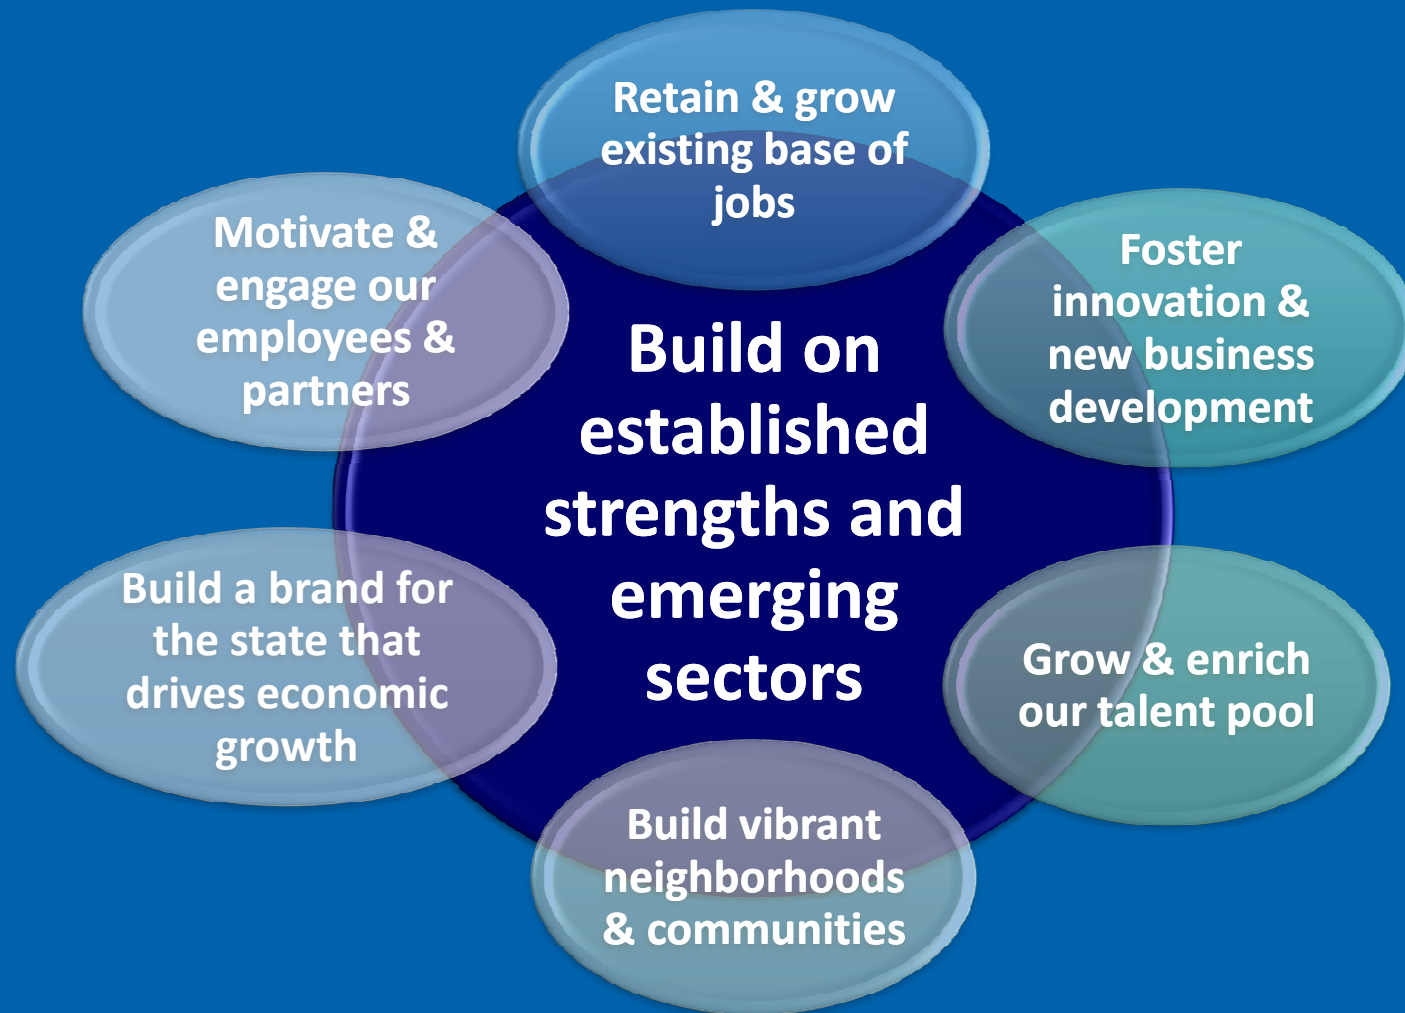 Retain & grow
existing base of
jobs
Foster
innovation &
new business
development
Grow & enrich
our talent pool
Build vibrant
neighborhoods
& communities
Build a brand for
the state that
drives economic
growth
Motivate &
engage our
employees &
partners
Build on
established
strengths and
emerging
sectors